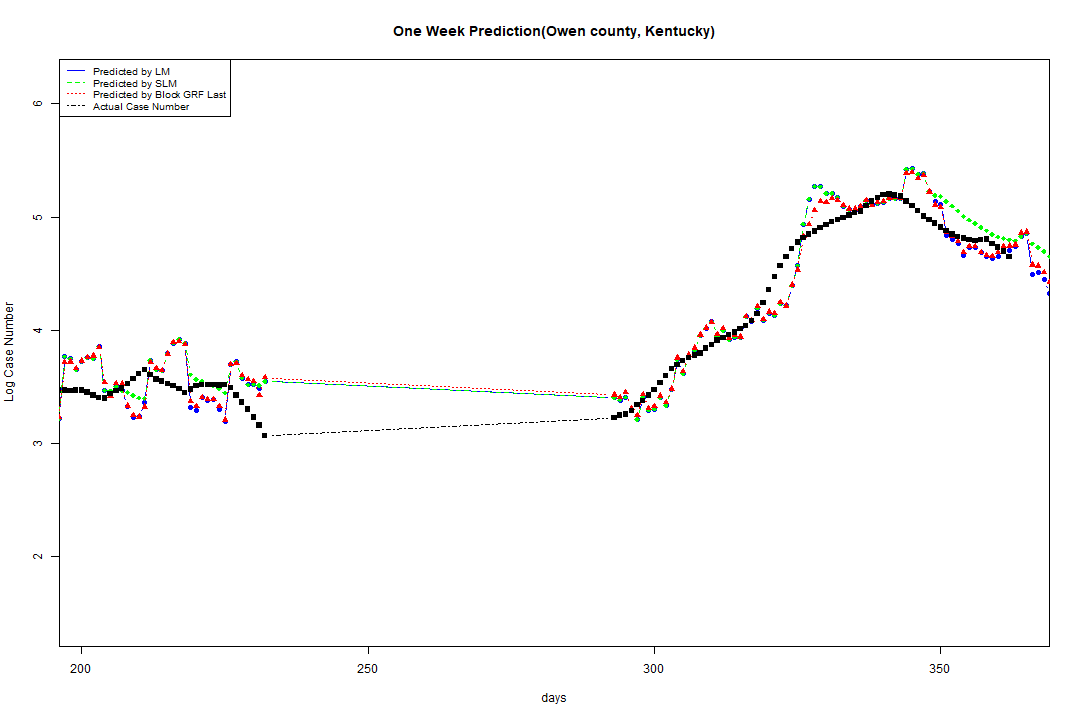 One Week Prediction(Owen county, Kentucky)
Predicted by LM
Predicted by SLM
Predicted by Block GRF Last
Actual Case Number
6
5
4
3
2
Log Case Number
200
250
300
350
days